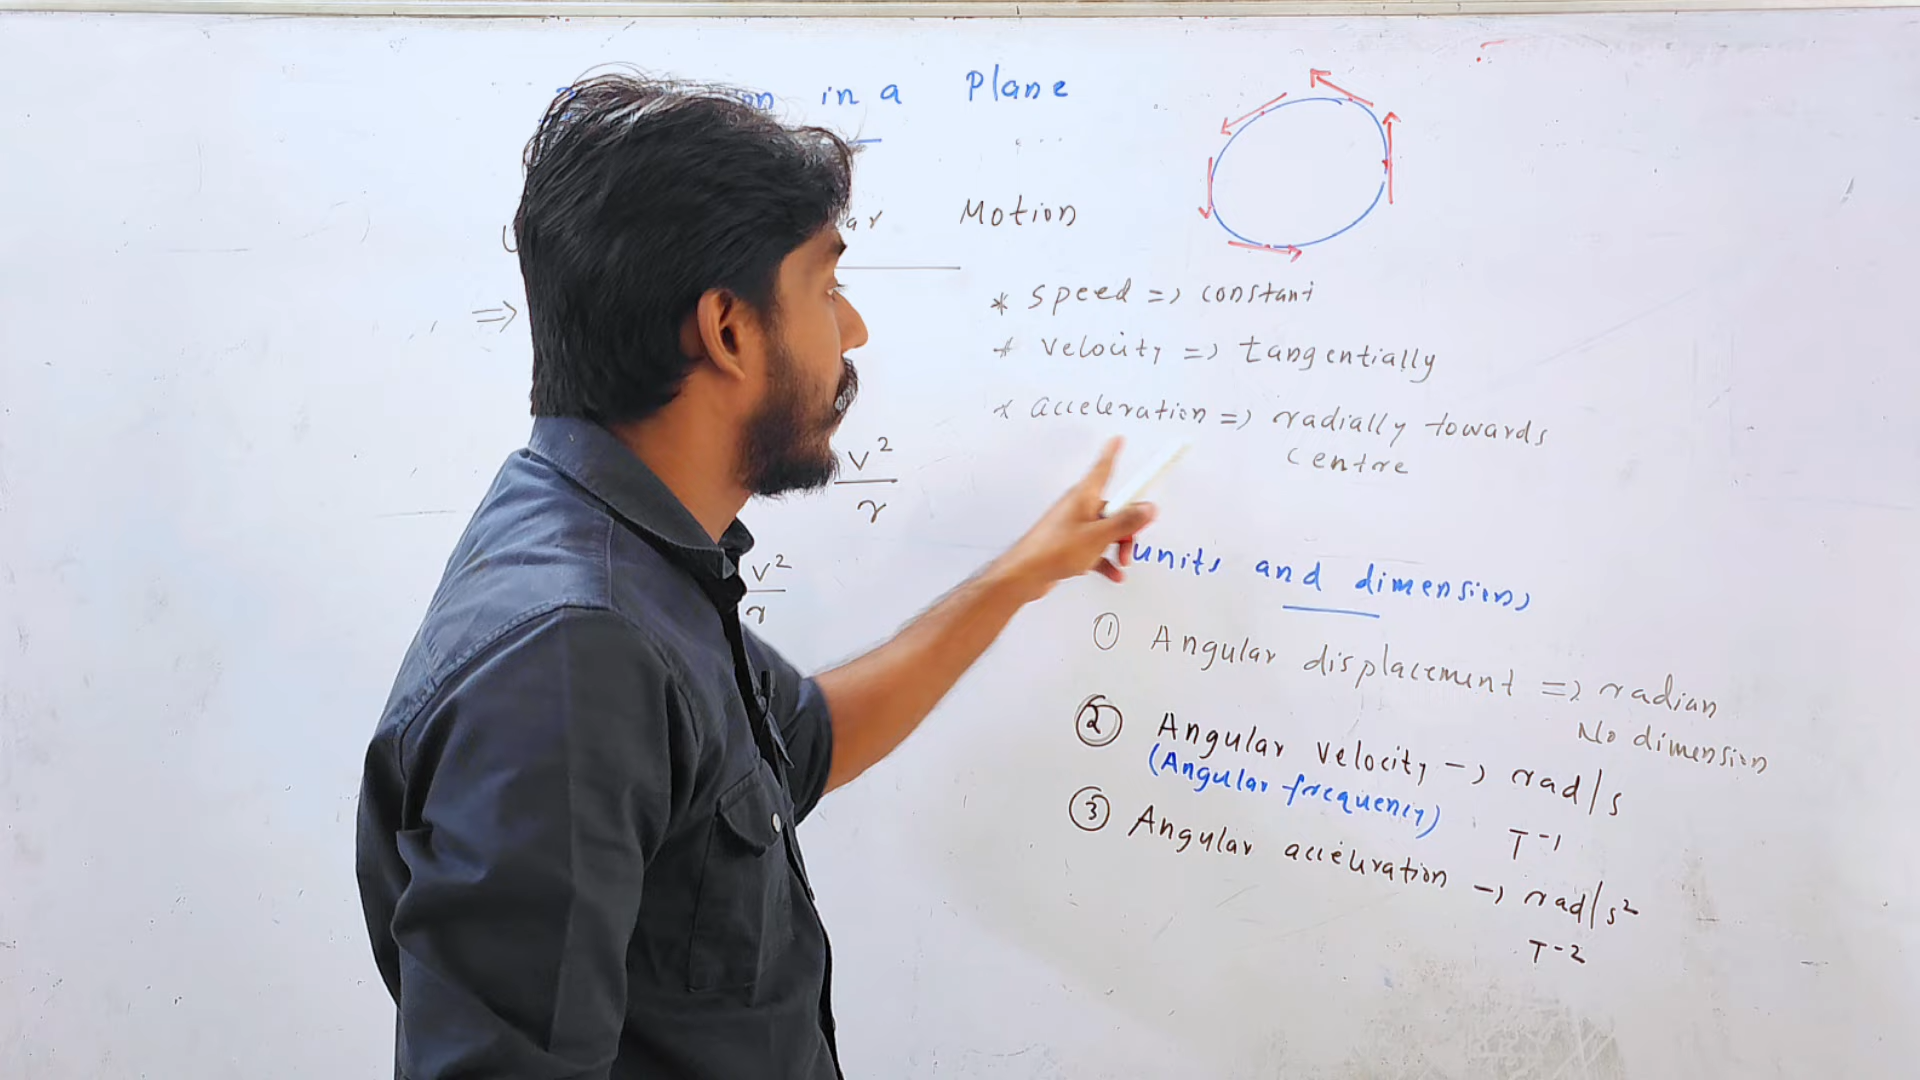 in a Plane
Motion
* Speed => constant
* Velocity => tangentially
* acceleration => radially towards
centre
v²/r
v²/r
units and dimensions
① Angular displacement => radian
No dimension
② Angular velocity -> rad/s
(Angular frequency)
T⁻¹
③ Angular acceleration -> rad/s²
T⁻²